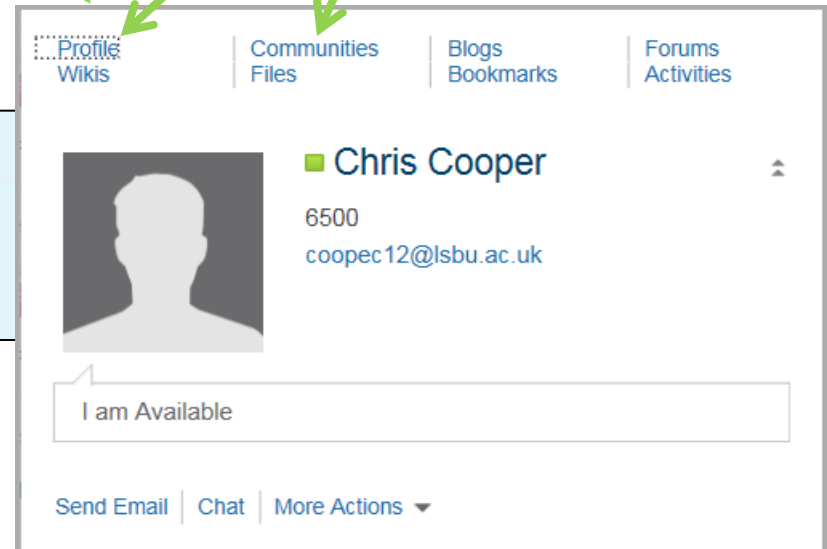 Profile Communities Blogs Forums
Wikis Files Bookmarks Activities
Chris Cooper
6500
coopec12@lsbu.ac.uk
I am Available
Send Email Chat More Actions